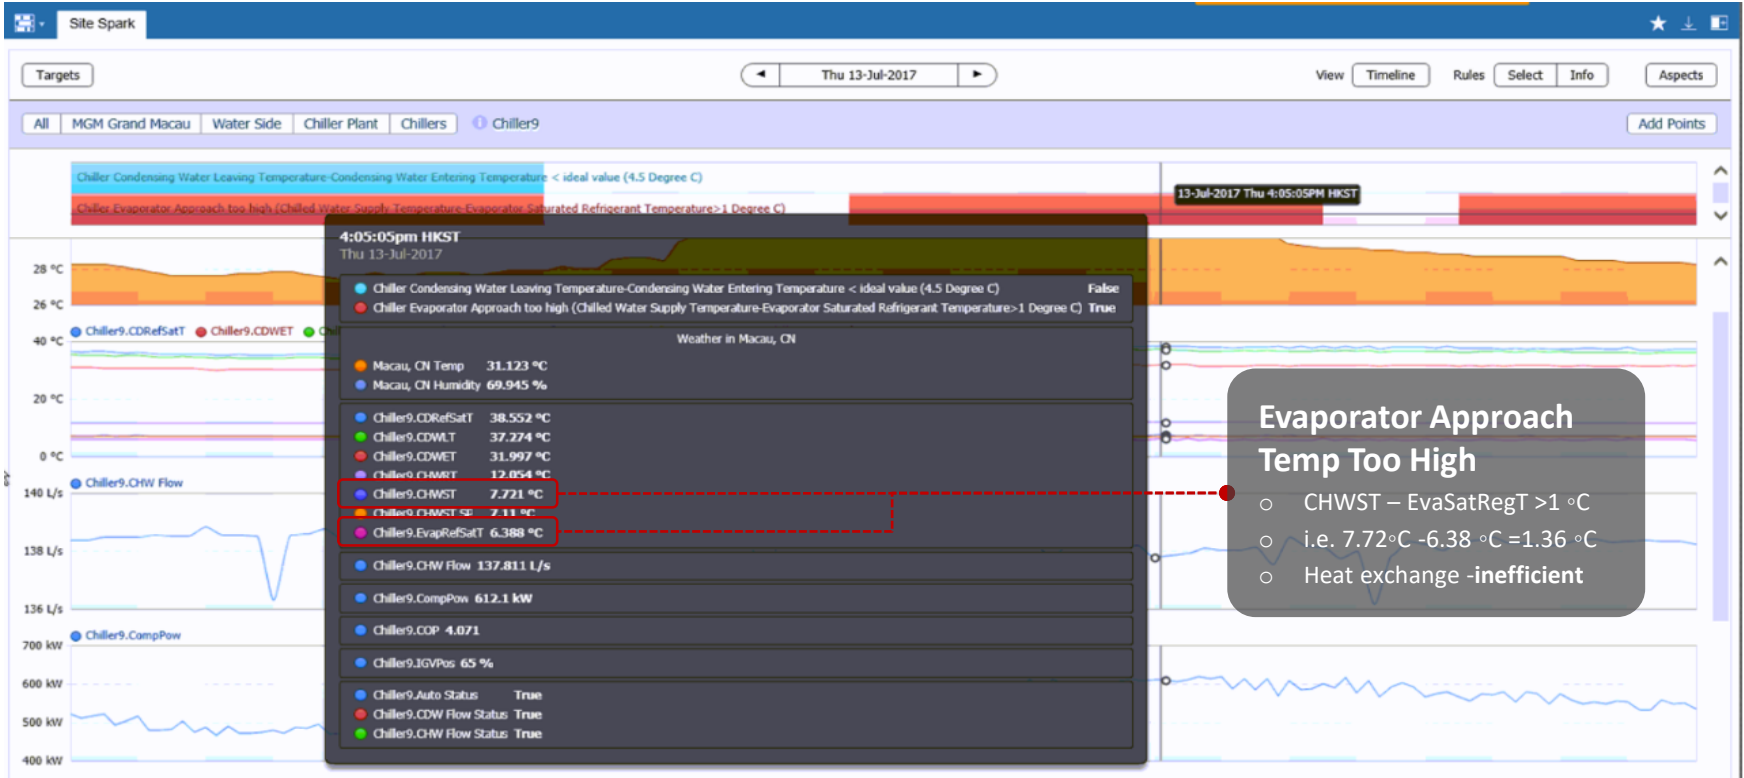 Site Spark
Targets
Thu 13-Jul-2017
View Timeline Rules Select Info Aspects
All MGM Grand Macau Water Side Chiller Plant Chillers Chiller9
Add Points
Chiller Condensing Water Leaving Temperature-Condensing Water Entering Temperature < ideal value (4.5 Degree C)
13-Jul-2017 Thu 4:05:05PM HKST
Chiller Evaporator Approach too high (Chilled Water Supply Temperature-Evaporator Saturated Refrigerant Temperature>1 Degree C)
4:05:05pm HKST
Thu 13-Jul-2017
Chiller Condensing Water Leaving Temperature-Condensing Water Entering Temperature < ideal value (4.5 Degree C) False
Chiller Evaporator Approach too high (Chilled Water Supply Temperature-Evaporator Saturated Refrigerant Temperature>1 Degree C) True
Weather in Macau, CN
Macau, CN Temp 31.123 °C
Macau, CN Humidity 69.945 %
Chiller9.CDRefSatT 38.552 °C
Chiller9.CDWLT 37.274 °C
Chiller9.CDWET 31.997 °C
Chiller9.CHWRT 12.054 °C
Chiller9.CHWST 7.721 °C
Chiller9.CHWST SP 7.11 °C
Chiller9.EvapRefSatT 6.388 °C
Chiller9.CHW Flow 137.811 L/s
Chiller9.CompPow 612.1 kW
Chiller9.COP 4.071
Chiller9.IGVPos 65 %
Chiller9.Auto Status True
Chiller9.CDW Flow Status True
Chiller9.CHW Flow Status True
28 °C
26 °C
Chiller9.CDRefSatT Chiller9.CDWET
40 °C
20 °C
0 °C
Chiller9.CHW Flow
140 L/s
138 L/s
136 L/s
Chiller9.CompPow
700 kW
600 kW
500 kW
400 kW
Evaporator Approach
Temp Too High
CHWST – EvaSatRegT >1 °C
i.e. 7.72°C -6.38 °C =1.36 °C
Heat exchange -inefficient